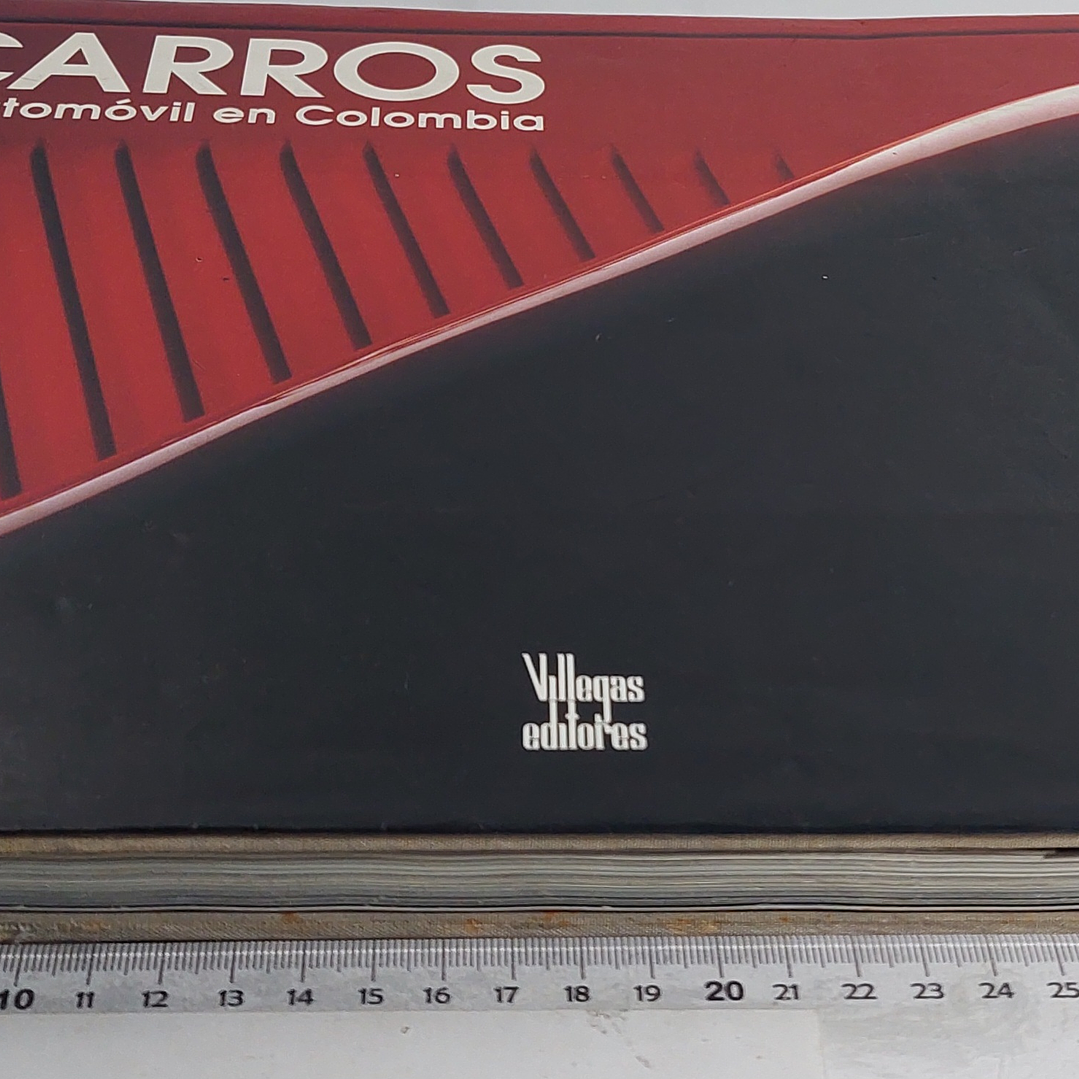 CARROS
tomóvil en Colombia
Villegas
editores
10 11 12 13 14 15 16 17 18 19 20 21 22 23 24 25